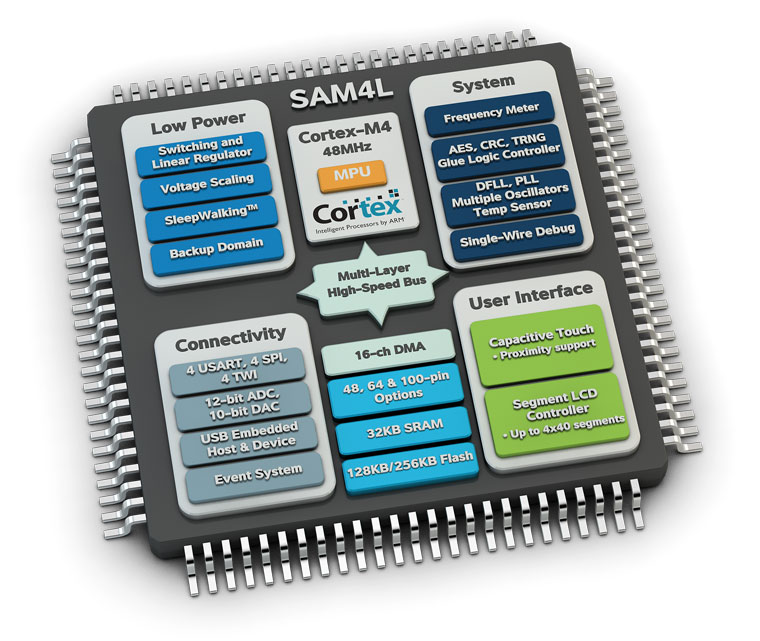 SAM4L
Low Power
Switching and
Linear Regulator
Voltage Scaling
SleepWalking™
Backup Domain
Cortex-M4
48MHz
MPU
Cortex
Intelligent Processors by ARM
System
Frequency Meter
AES, CRC, TRNG
Glue Logic Controller
DFLL, PLL
Multiple Oscillators
Temp Sensor
Single-Wire Debug
Multi-Layer
High-Speed Bus
Connectivity
4 USART, 4 SPI,
4 TWI
12-bit ADC,
10-bit DAC
USB Embedded
Host & Device
Event System
16-ch DMA
48, 64 & 100-pin
Options
32KB SRAM
128KB/256KB Flash
User Interface
Capacitive Touch
• Proximity support
Segment LCD
Controller
• Up to 4x40 segments